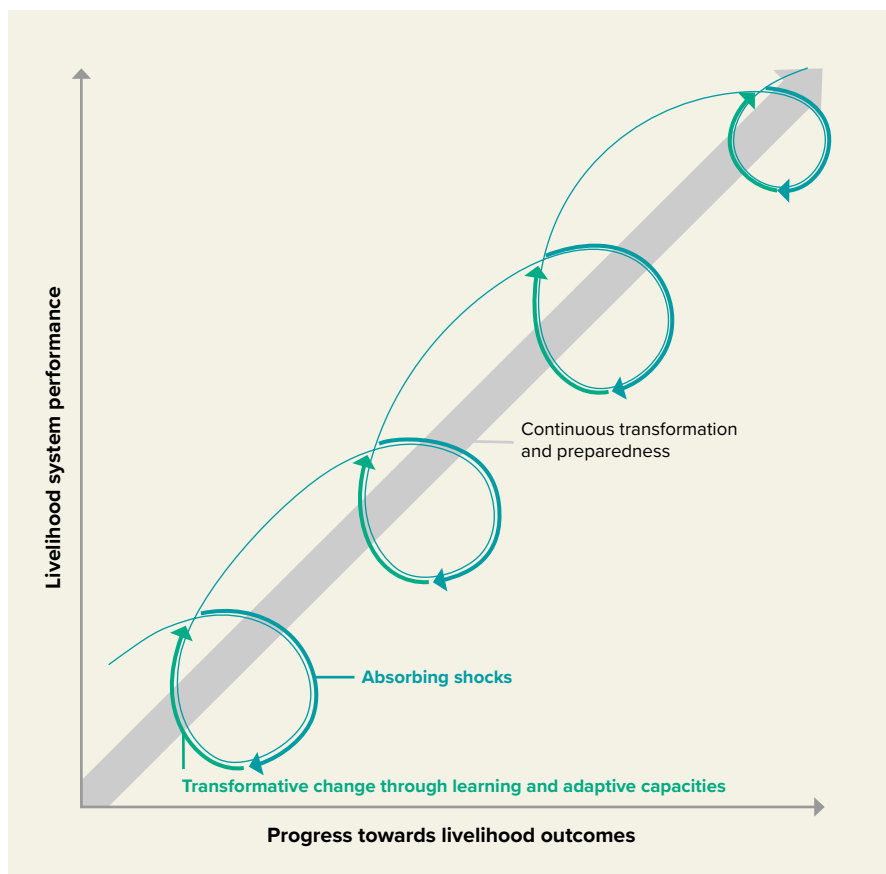 Livelihood system performance
Continuous transformation
and preparedness
Absorbing shocks
Transformative change through learning and adaptive capacities
Progress towards livelihood outcomes